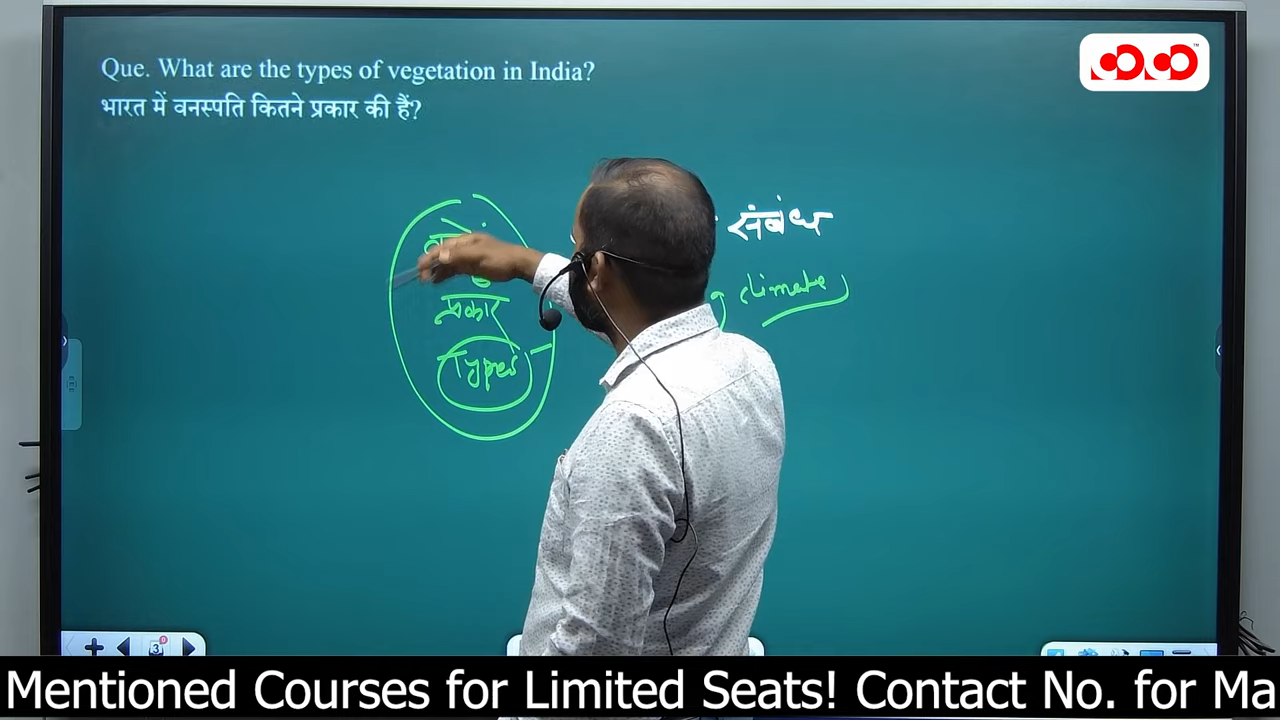 Que. What are the types of vegetation in India?
भारत में वनस्पति कितने प्रकार की हैं?
संबंध
climate
प्रकार
Types
Mentioned Courses for Limited Seats! Contact No. for Ma